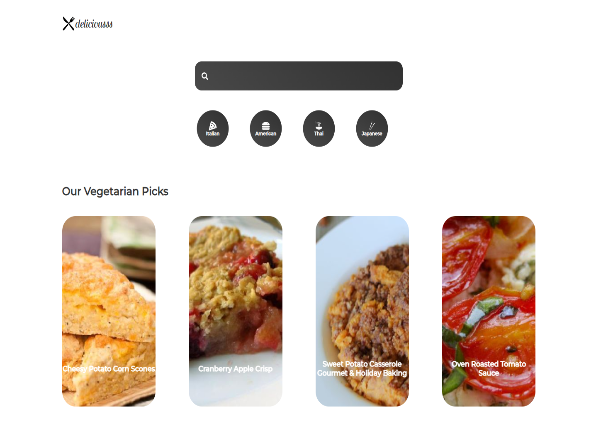 deliciousss
Italian
American
Thai
Japanese
Our Vegetarian Picks
Cheesy Potato Corn Scones
Cranberry Apple Crisp
Sweet Potato Casserole
Gourmet & Holiday Baking
Oven Roasted Tomato
Sauce